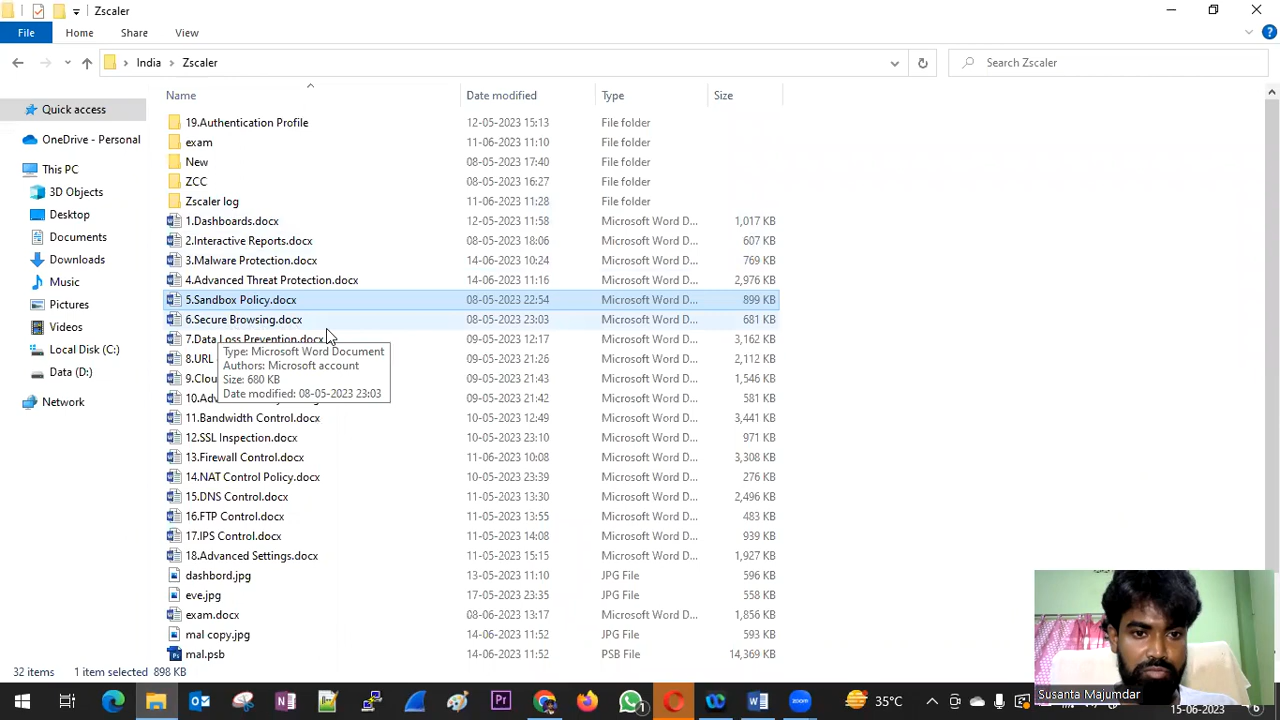 Zscaler
File Home Share View
India Zscaler Search Zscaler
Name Date modified Type Size
Quick access
OneDrive - Personal
This PC
3D Objects
Desktop
Documents
Downloads
Music
Pictures
Videos
Local Disk (C:)
Data (D:)
Network
19.Authentication Profile 12-05-2023 15:13 File folder
exam 11-06-2023 11:10 File folder
New 08-05-2023 17:40 File folder
ZCC 08-05-2023 16:27 File folder
Zscaler log 11-06-2023 11:28 File folder
1.Dashboards.docx 12-05-2023 11:58 Microsoft Word D... 1,017 KB
2.Interactive Reports.docx 08-05-2023 18:06 Microsoft Word D... 607 KB
3.Malware Protection.docx 14-06-2023 10:24 Microsoft Word D... 769 KB
4.Advanced Threat Protection.docx 14-06-2023 11:16 Microsoft Word D... 2,976 KB
5.Sandbox Policy.docx 08-05-2023 22:54 Microsoft Word D... 899 KB
6.Secure Browsing.docx 08-05-2023 23:03 Microsoft Word D... 681 KB
7.Data Loss Prevention.docx 09-05-2023 12:17 Microsoft Word D... 3,162 KB
8.URL 09-05-2023 21:26 Microsoft Word D... 2,112 KB
9.Clou 09-05-2023 21:43 Microsoft Word D... 1,546 KB
10.Adv 09-05-2023 21:42 Microsoft Word D... 581 KB
Type: Microsoft Word Document
Authors: Microsoft account
Size: 680 KB
Date modified: 08-05-2023 23:03
11.Bandwidth Control.docx 10-05-2023 12:49 Microsoft Word D... 3,441 KB
12.SSL Inspection.docx 10-05-2023 23:10 Microsoft Word D... 971 KB
13.Firewall Control.docx 11-06-2023 10:08 Microsoft Word D... 3,308 KB
14.NAT Control Policy.docx 10-05-2023 23:39 Microsoft Word D... 276 KB
15.DNS Control.docx 11-05-2023 13:30 Microsoft Word D... 2,496 KB
16.FTP Control.docx 11-05-2023 13:55 Microsoft Word D... 483 KB
17.IPS Control.docx 11-05-2023 14:08 Microsoft Word D... 939 KB
18.Advanced Settings.docx 11-05-2023 15:15 Microsoft Word D... 1,927 KB
dashbord.jpg 13-05-2023 11:10 JPG File 596 KB
eve.jpg 17-05-2023 23:35 JPG File 558 KB
exam.docx 08-06-2023 13:17 Microsoft Word D... 1,856 KB
mal copy.jpg 14-06-2023 11:52 JPG File 593 KB
mal.psb 14-06-2023 11:52 PSB File 14,369 KB
32 items 1 item selected 898 KB
Susanta Majumdar
35°C
15-06-2023